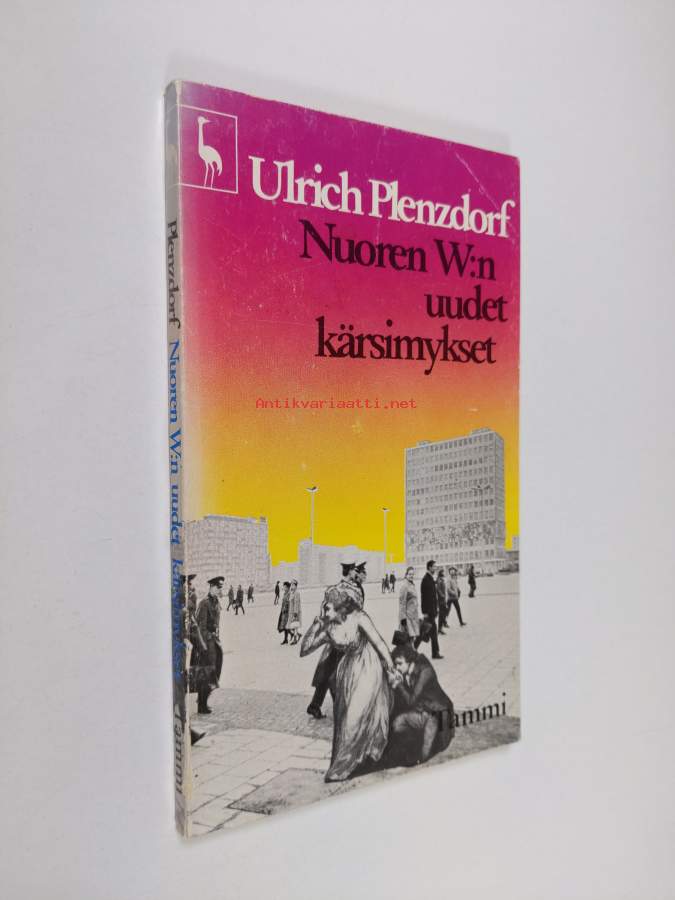 Ulrich Plenzdorf
Nuoren W:n
uudet
kärsimykset
Antikvariaatti.net
Tammi
Plenzdorf Nuoren W:n uudet kärsimykset Tammi